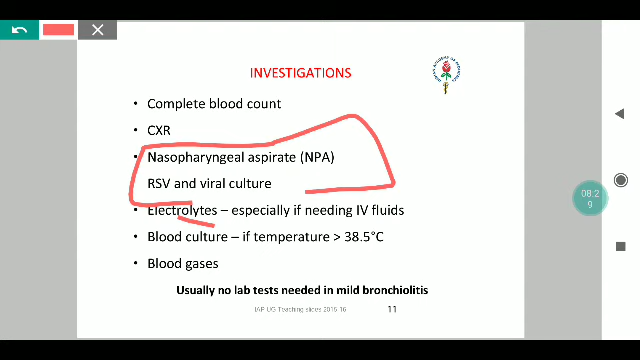 INVESTIGATIONS
• Complete blood count
• CXR
• Nasopharyngeal aspirate (NPA)
RSV and viral culture
• Electrolytes – especially if needing IV fluids
• Blood culture – if temperature > 38.5°C
• Blood gases
Usually no lab tests needed in mild bronchiolitis
IAP UG Teaching slides 2015-16
11
08:29